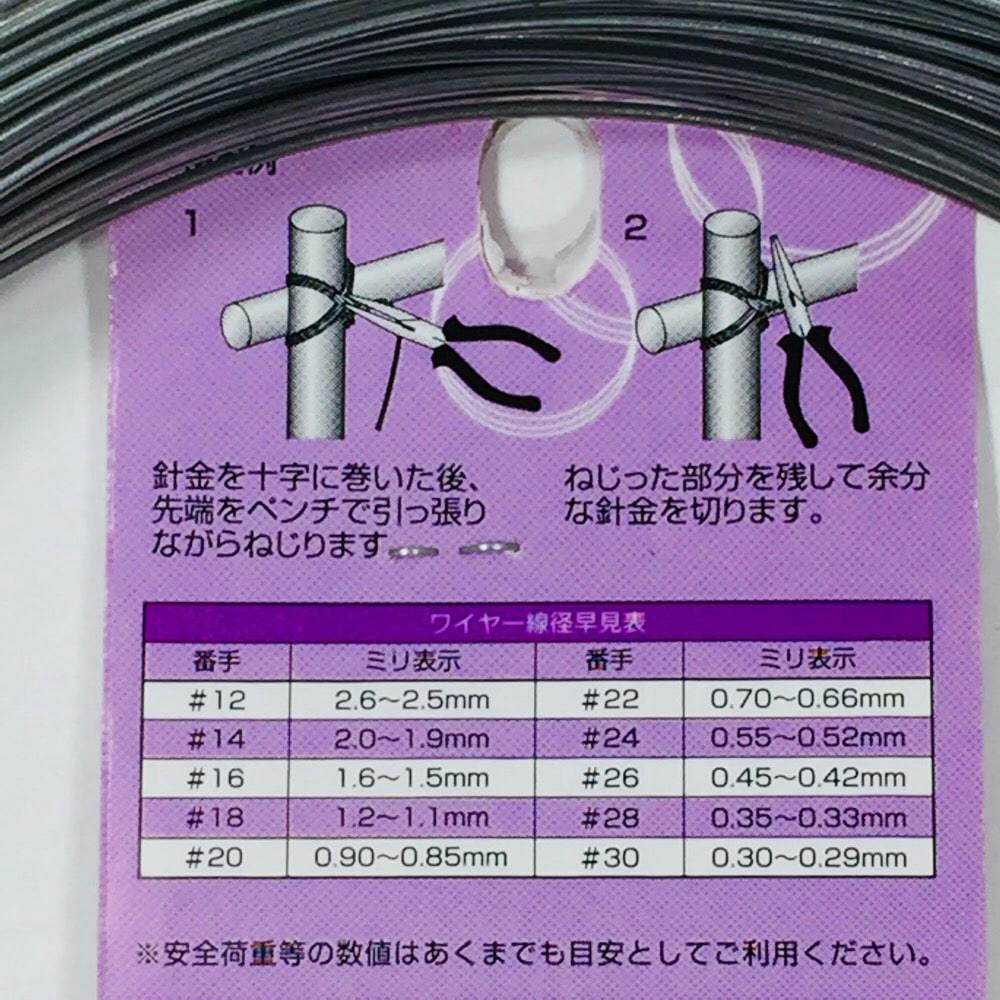 1
2
針金を十字に巻いた後、
先端をペンチで引っ張り
ながらねじります
ねじった部分を残して余分
な針金を切ります。
ワイヤー線径早見表
番手 ミリ表示 番手 ミリ表示
#12 2.6〜2.5mm #22 0.70〜0.66mm
#14 2.0〜1.9mm #24 0.55〜0.52mm
#16 1.6〜1.5mm #26 0.45〜0.42mm
#18 1.2〜1.1mm #28 0.35〜0.33mm
#20 0.90〜0.85mm #30 0.30〜0.29mm
※安全荷重等の数値はあくまでも目安としてご利用ください。